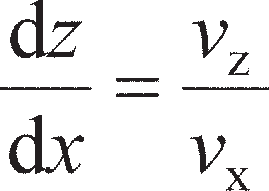 dz/dx = v_z/v_x